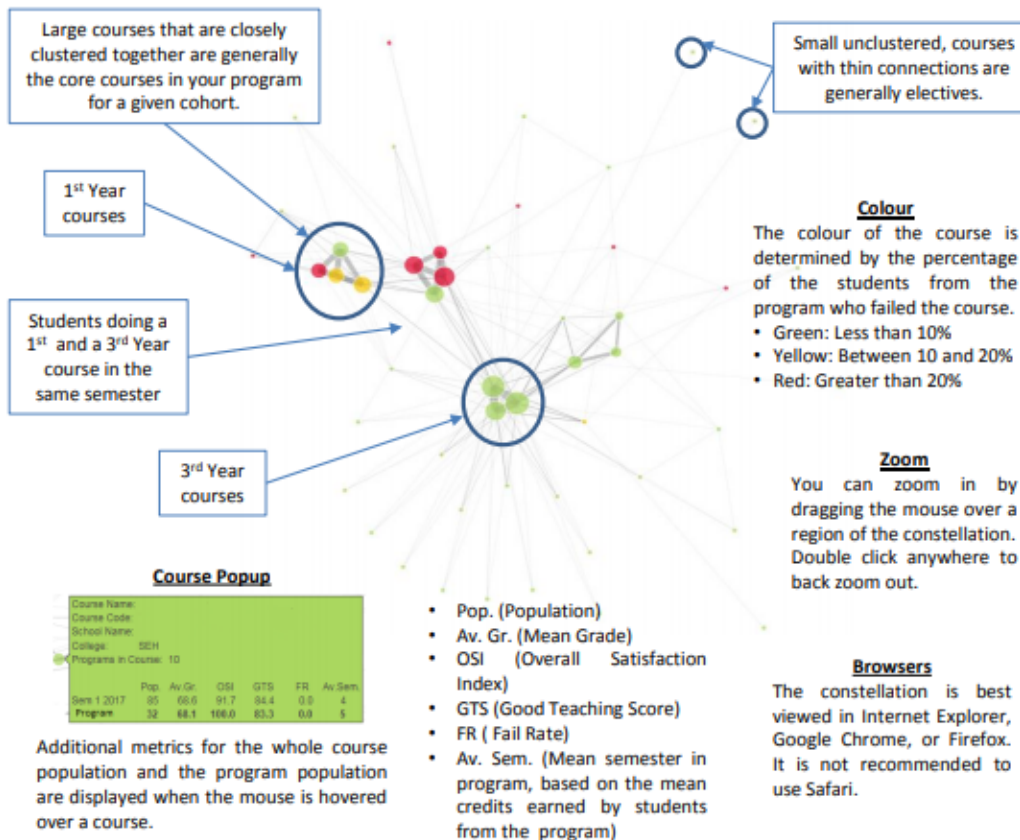 Large courses that are closely
clustered together are generally
the core courses in your program
for a given cohort.
Small unclustered, courses
with thin connections are
generally electives.
1st Year
courses
Students doing a
1st and a 3rd Year
course in the
same semester
3rd Year
courses
Colour
The colour of the course is
determined by the percentage
of the students from the
program who failed the course.
• Green: Less than 10%
• Yellow: Between 10 and 20%
• Red: Greater than 20%
Zoom
You can zoom in by
dragging the mouse over a
region of the constellation.
Double click anywhere to
back zoom out.
Course Popup
Course Name:
Course Code:
School Name:
College: SEH
Programs in Course: 10
Pop. Av.Gr. OSI GTS FR Av.Sem.
Sem 1 2017 85 66.6 91.7 84.4 0.0 4
Program 32 68.1 100.0 83.3 0.0 5
Additional metrics for the whole course
population and the program population
are displayed when the mouse is hovered
over a course.
• Pop. (Population)
• Av. Gr. (Mean Grade)
• OSI (Overall Satisfaction
Index)
• GTS (Good Teaching Score)
• FR ( Fail Rate)
• Av. Sem. (Mean semester in
program, based on the mean
credits earned by students
from the program)
Browsers
The constellation is best
viewed in Internet Explorer,
Google Chrome, or Firefox.
It is not recommended to
use Safari.